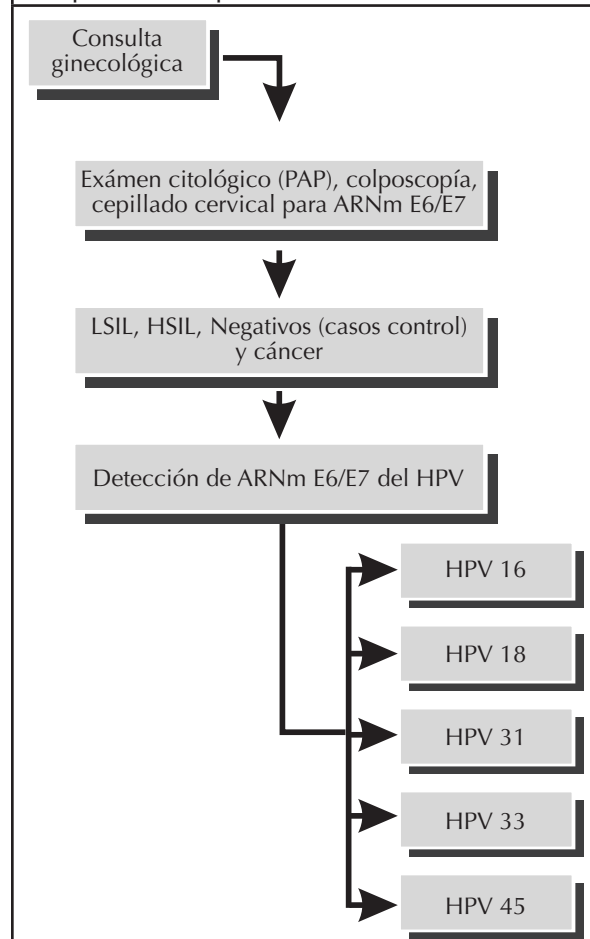 Consulta
ginecológica
Exámen citológico (PAP), colposcopía,
cepillado cervical para ARNm E6/E7
LSIL, HSIL, Negativos (casos control)
y cáncer
Detección de ARNm E6/E7 del HPV
HPV 16
HPV 18
HPV 31
HPV 33
HPV 45